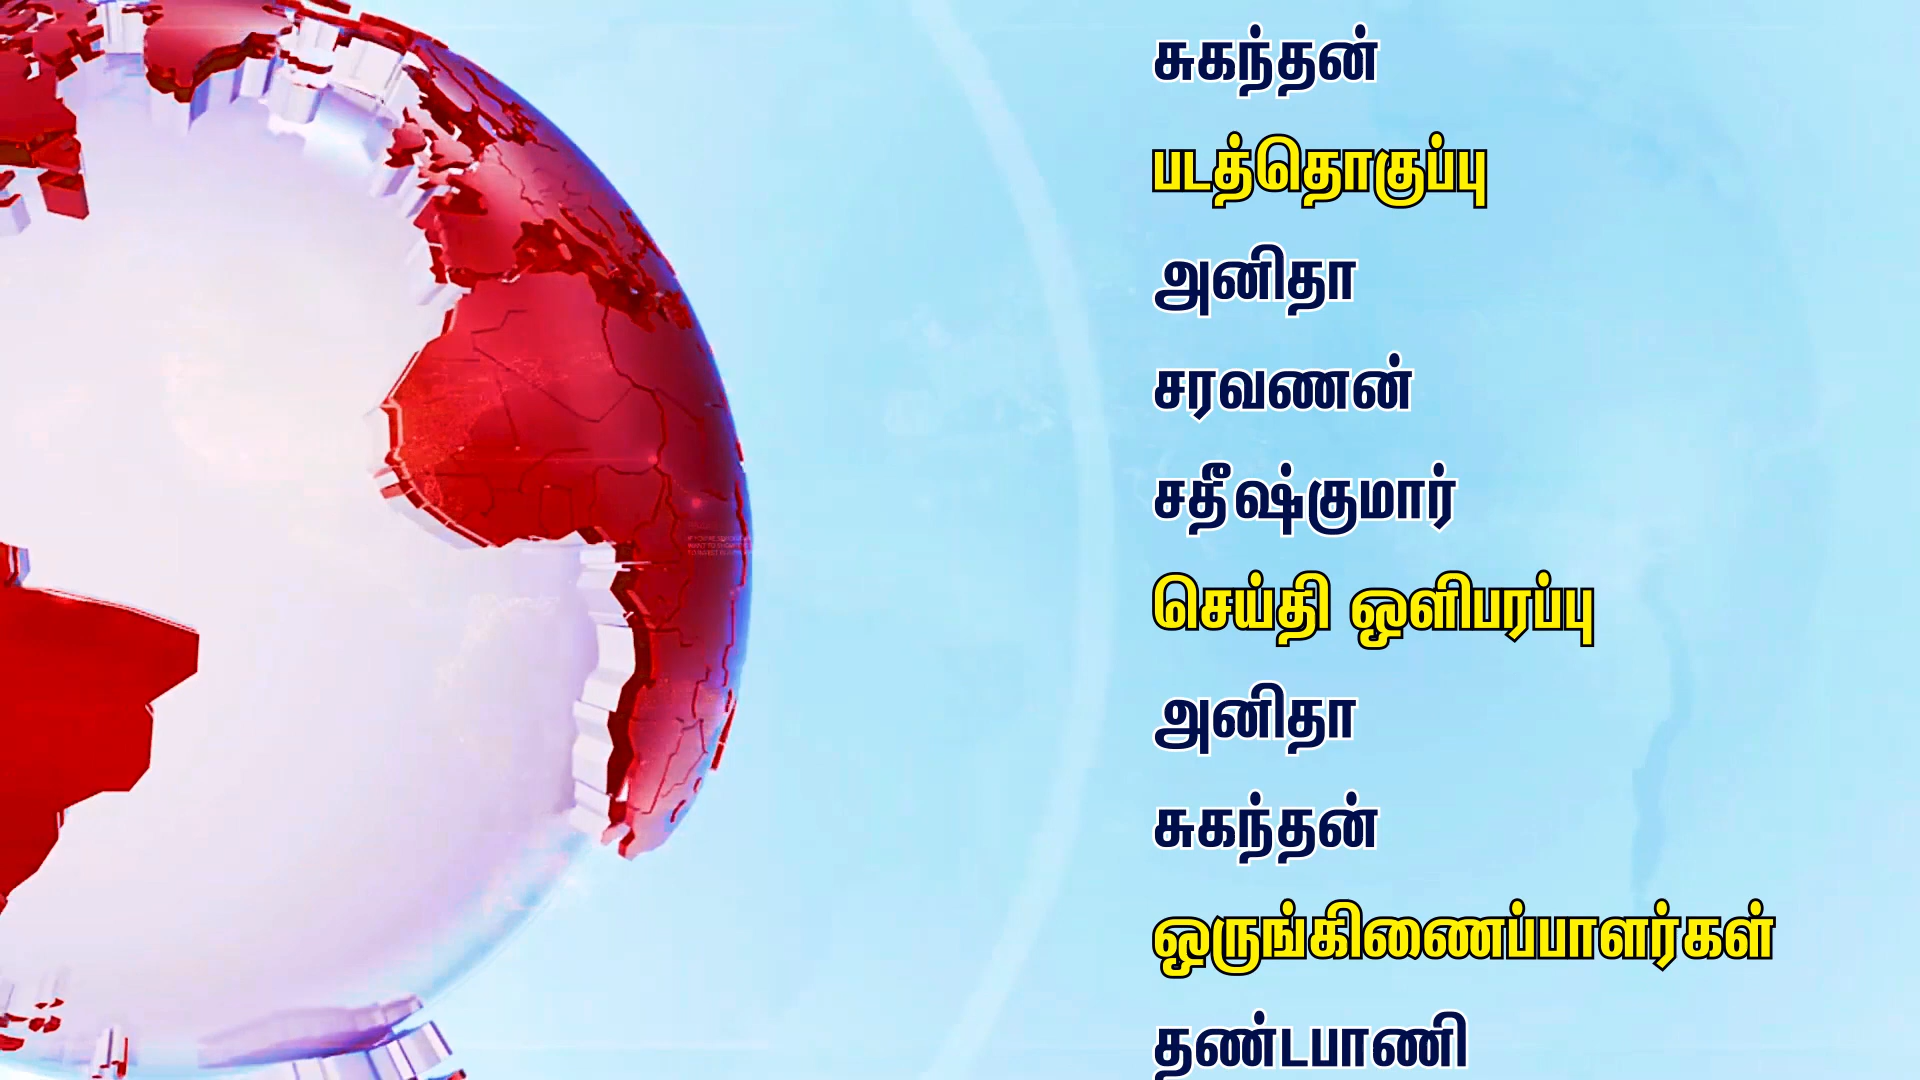 சுகந்தன்
படத்தொகுப்பு
அனிதா
சரவணன்
சதீஷ்குமார்
செய்தி ஒளிபரப்பு
அனிதா
சுகந்தன்
ஒருங்கிணைப்பாளர்கள்
தண்டபாணி